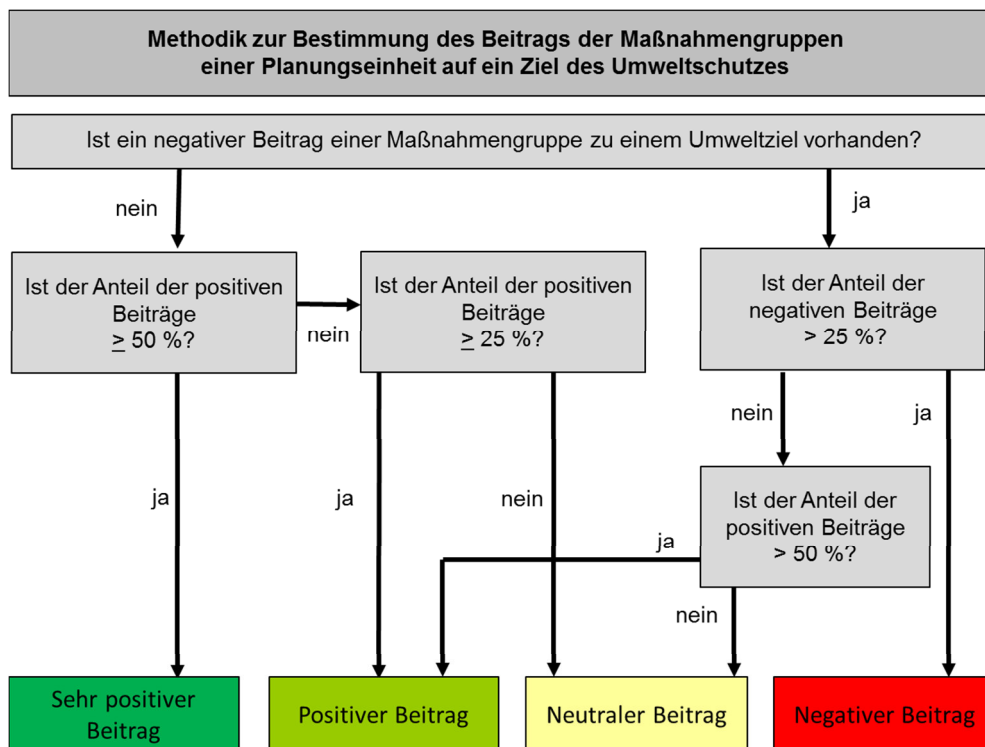 Methodik zur Bestimmung des Beitrags der Maßnahmengruppen
einer Planungseinheit auf ein Ziel des Umweltschutzes
Ist ein negativer Beitrag einer Maßnahmengruppe zu einem Umweltziel vorhanden?
nein
ja
Ist der Anteil der positiven
Beiträge
≥ 50 %?
nein
Ist der Anteil der positiven
Beiträge
≥ 25 %?
Ist der Anteil der
negativen Beiträge
> 25 %?
nein
ja
ja
ja
nein
Ist der Anteil der
positiven Beiträge
> 50 %?
ja
nein
Sehr positiver
Beitrag
Positiver Beitrag
Neutraler Beitrag
Negativer Beitrag